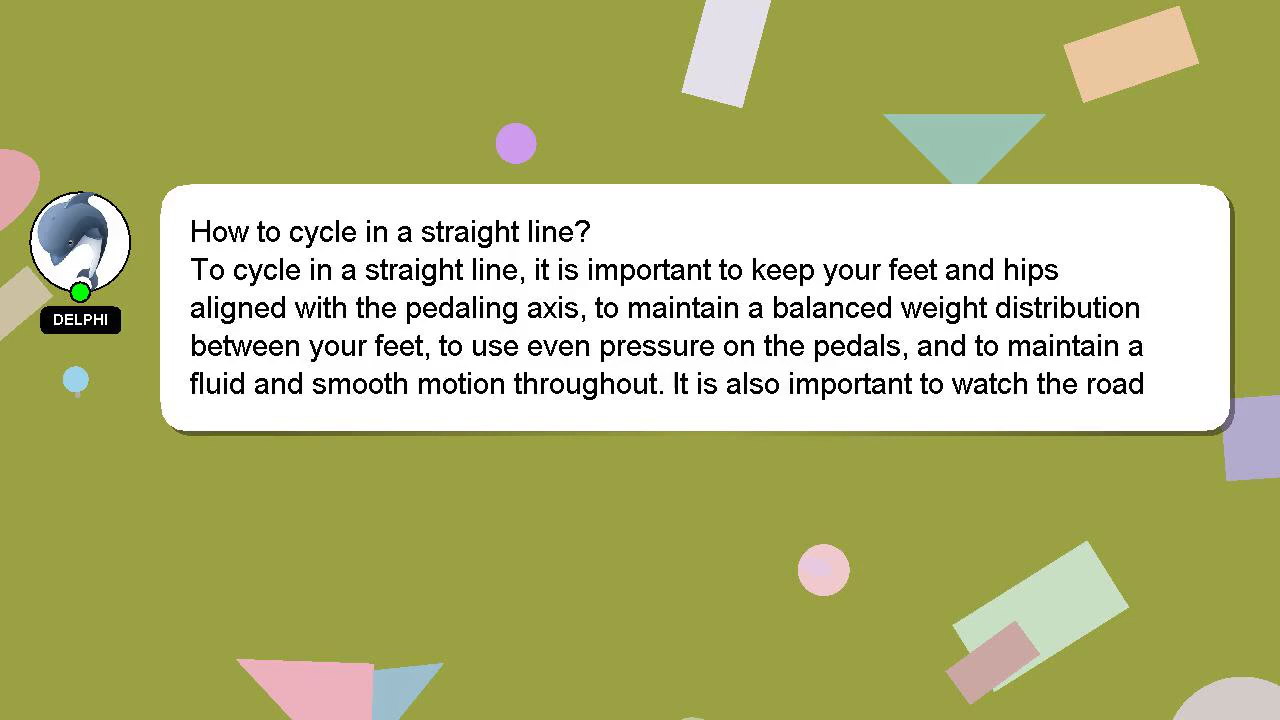 How to cycle in a straight line?
To cycle in a straight line, it is important to keep your feet and hips
aligned with the pedaling axis, to maintain a balanced weight distribution
between your feet, to use even pressure on the pedals, and to maintain a
fluid and smooth motion throughout. It is also important to watch the road
DELPHI